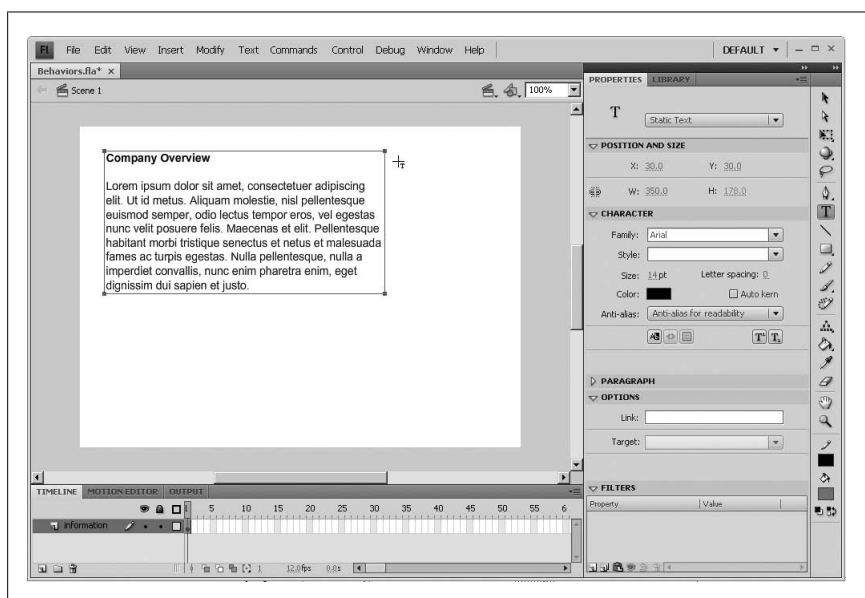 Fl File Edit View Insert Modify Text Commands Control Debug Window Help DEFAULT
Behaviors.fla* ×
Scene 1 100%
Company Overview
Lorem ipsum dolor sit amet, consectetuer adipiscing
elit. Ut id metus. Aliquam molestie, nisl pellentesque
euismod semper, odio lectus tempor eros, vel egestas
nunc velit posuere felis. Maecenas et elit. Pellentesque
habitant morbi tristique senectus et netus et malesuada
fames ac turpis egestas. Nulla pellentesque, nulla a
imperdiet convallis, nunc enim pharetra enim, eget
dignissim dui sapien et justo.
PROPERTIES LIBRARY
T Static Text
POSITION AND SIZE
X: 30.0 Y: 30.0
W: 350.0 H: 178.0
CHARACTER
Family: Arial
Style:
Size: 14 pt Letter spacing: 0
Color: Auto kern
Anti-alias: Anti-alias for readability
PARAGRAPH
OPTIONS
Link:
Target:
FILTERS
Property Value
TIMELINE MOTION EDITOR OUTPUT
1 5 10 15 20 25 30 35 40 45 50 55 6
Information
1 12.0fps 0.0s